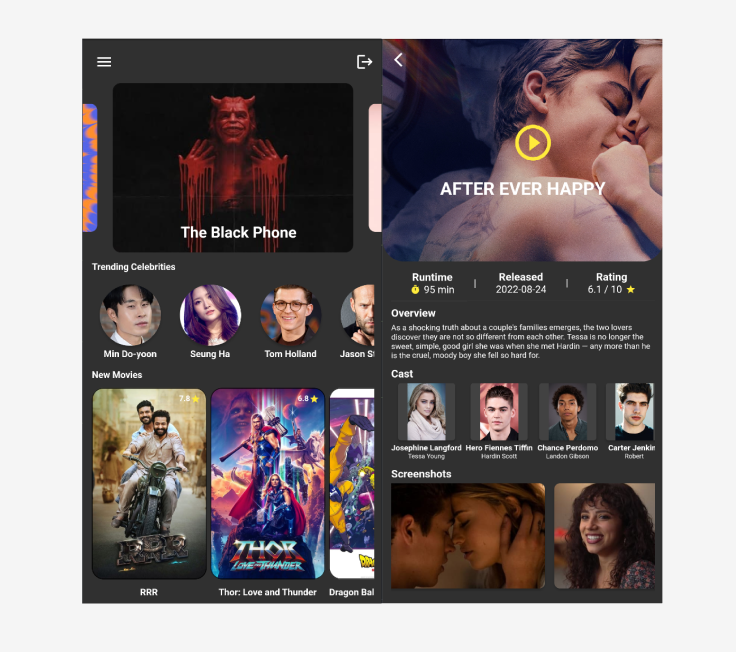 The Black Phone
Trending Celebrities
Min Do-yoon
Seung Ha
Tom Holland
Jason St
New Movies
7.8
6.8
RRR
THOR
LOVE AND THUNDER
RRR
Thor: Love and Thunder
Dragon Bal
AFTER EVER HAPPY
Runtime
95 min
|
Released
2022-08-24
|
Rating
6.1 / 10
Overview
As a shocking truth about a couple's families emerges, the two lovers
discover they are not so different from each other. Tessa is no longer the
sweet, simple, good girl she was when she met Hardin — any more than he
is the cruel, moody boy she fell so hard for.
Cast
Josephine Langford
Tessa Young
Hero Fiennes Tiffin
Hardin Scott
Chance Perdomo
Landon Gibson
Carter Jenkin
Robert
Screenshots